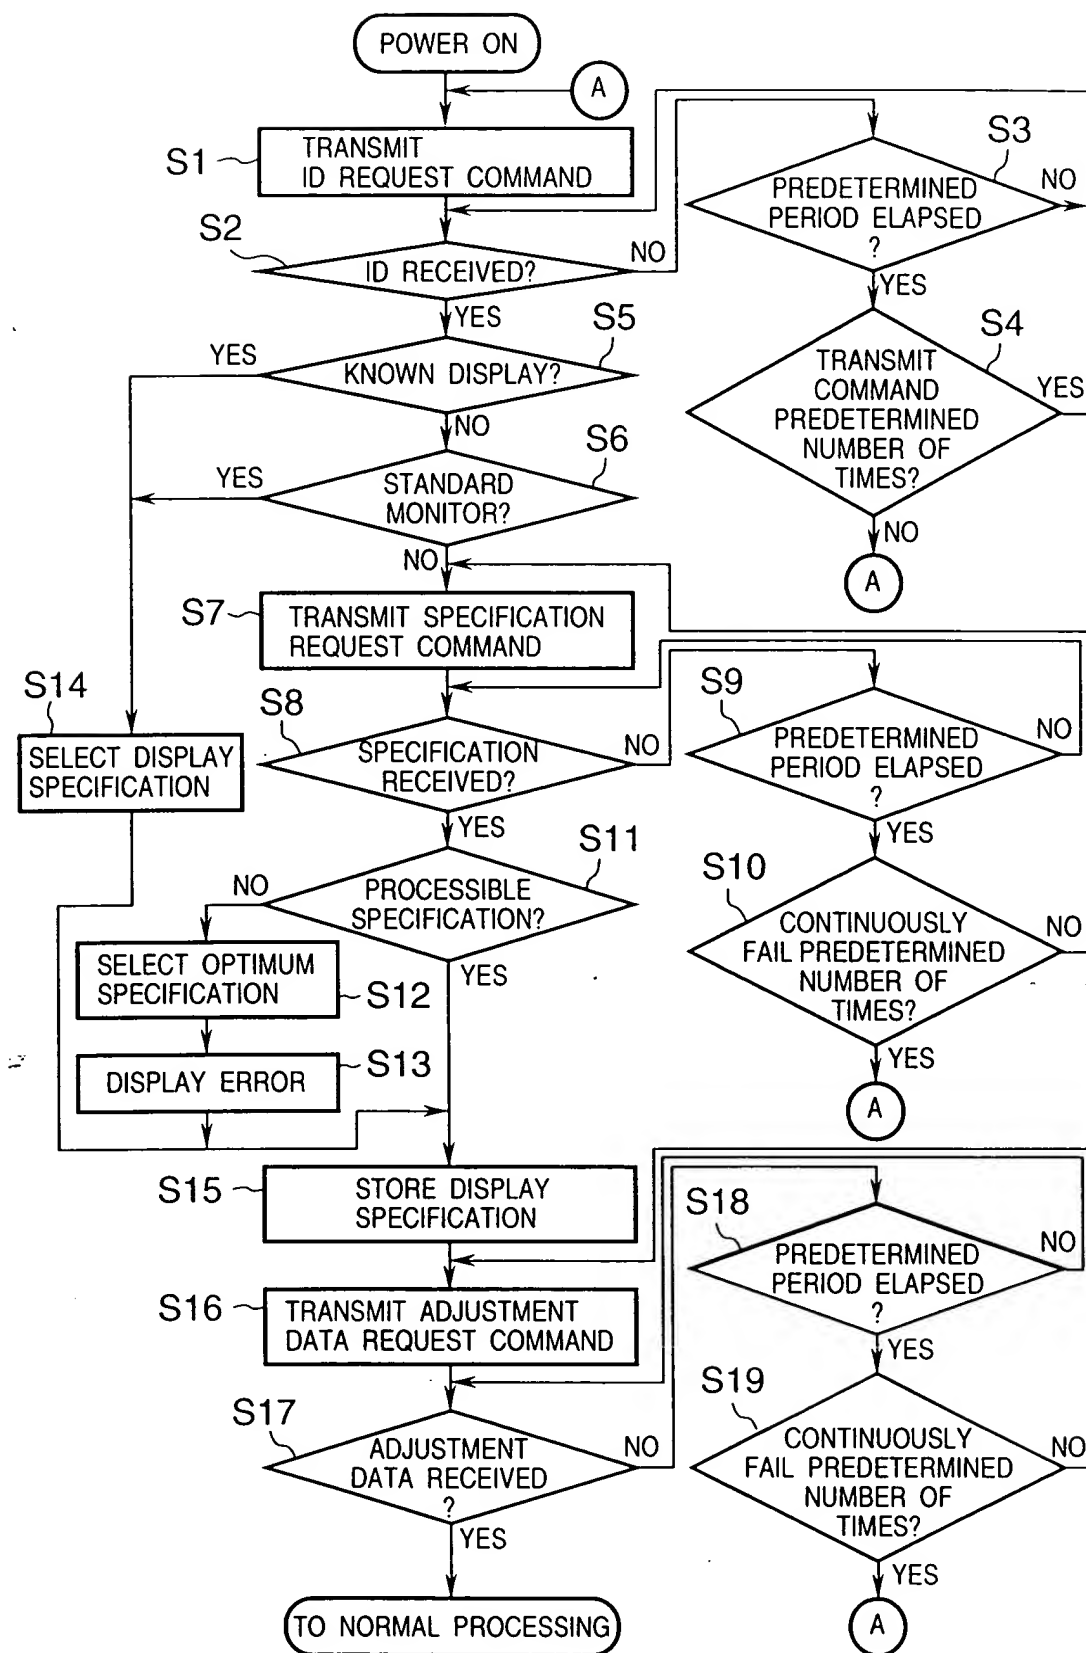 POWER ON
A
S1
TRANSMIT
ID REQUEST COMMAND
S2
ID RECEIVED?
NO
YES
S3
PREDETERMINED
PERIOD ELAPSED
?
NO
YES
S4
TRANSMIT
COMMAND
PREDETERMINED
NUMBER OF
TIMES?
YES
NO
A
S5
YES
KNOWN DISPLAY?
NO
S6
YES
STANDARD
MONITOR?
NO
S7
TRANSMIT SPECIFICATION
REQUEST COMMAND
S14
SELECT DISPLAY
SPECIFICATION
S8
SPECIFICATION
RECEIVED?
NO
YES
S9
PREDETERMINED
PERIOD ELAPSED
?
NO
YES
S10
CONTINUOUSLY
FAIL PREDETERMINED
NUMBER OF
TIMES?
NO
YES
A
S11
NO
PROCESSIBLE
SPECIFICATION?
YES
SELECT OPTIMUM
SPECIFICATION
S12
DISPLAY ERROR
S13
S15
STORE DISPLAY
SPECIFICATION
S16
TRANSMIT ADJUSTMENT
DATA REQUEST COMMAND
S17
ADJUSTMENT
DATA RECEIVED
?
NO
YES
S18
PREDETERMINED
PERIOD ELAPSED
?
NO
YES
S19
CONTINUOUSLY
FAIL PREDETERMINED
NUMBER OF
TIMES?
NO
YES
A
TO NORMAL PROCESSING